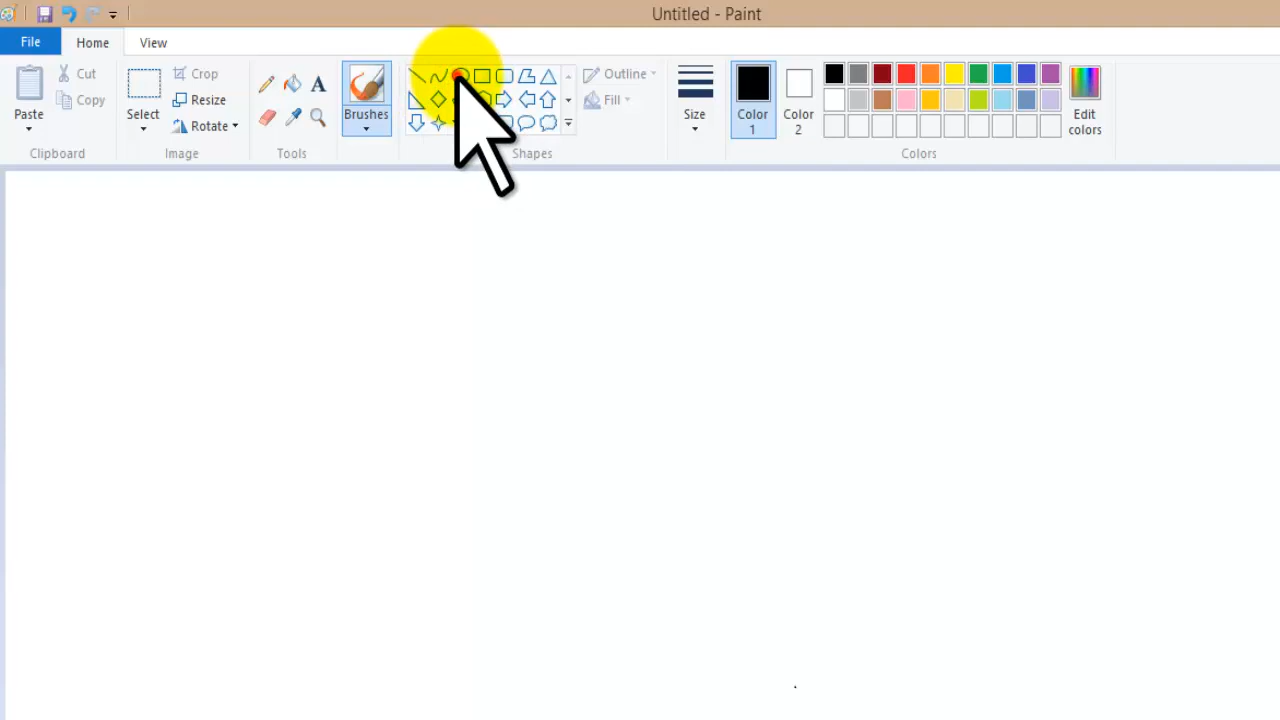 Untitled - Paint
File Home View
Cut Crop Outline
Copy Resize Fill
Paste Select Rotate Brushes Size Color 1 Color 2 Edit colors
Clipboard Image Tools Shapes Colors